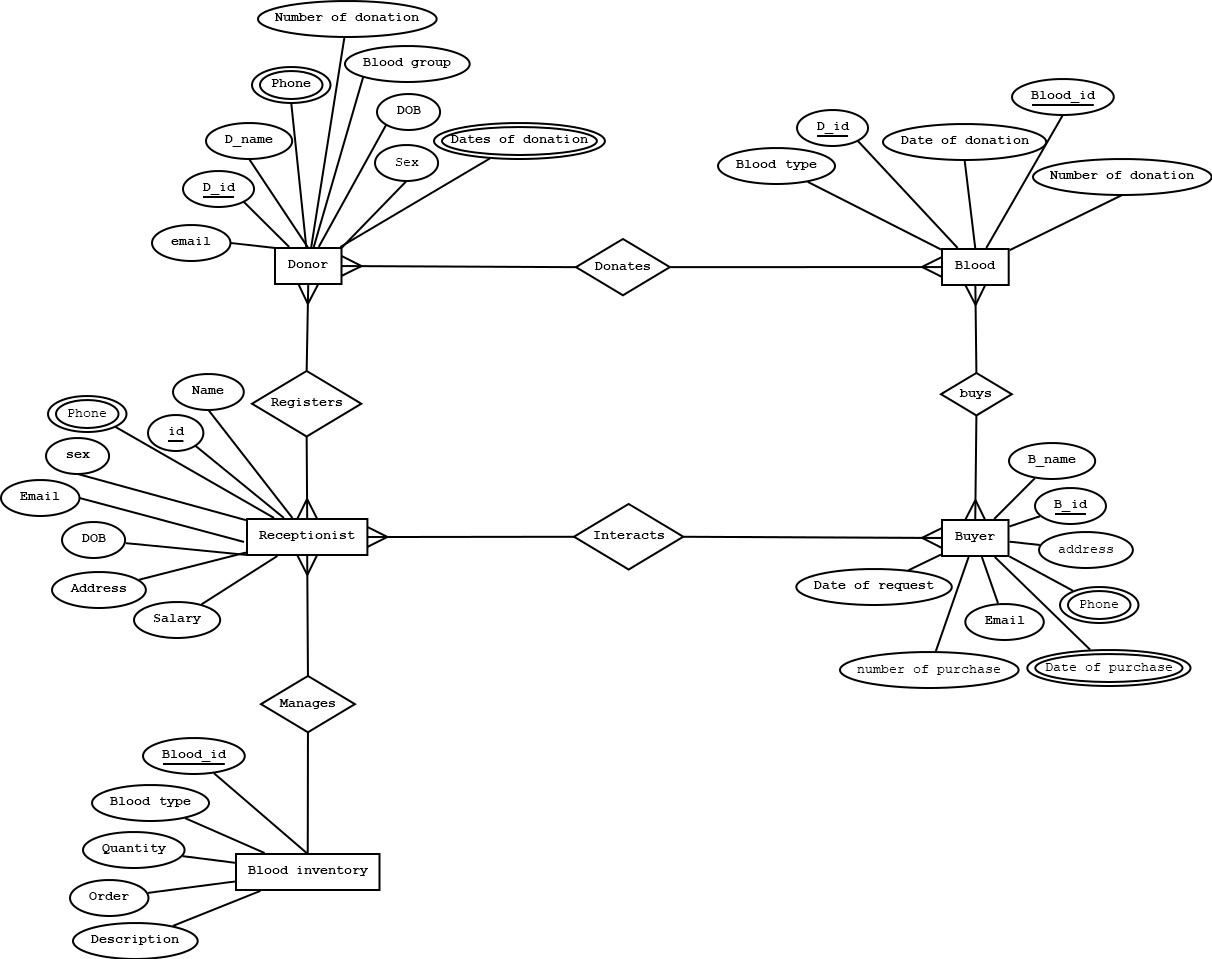 Number of donation
Blood group
Phone
DOB
D_name
Dates of donation
Sex
D_id
email
Donor
Donates
Blood_id
D_id
Date of donation
Blood type
Number of donation
Blood
Registers
buys
Name
Phone
id
sex
Email
DOB
Address
Salary
Receptionist
Interacts
B_name
B_id
Buyer
address
Date of request
Phone
Email
number of purchase
Date of purchase
Manages
Blood_id
Blood type
Quantity
Blood inventory
Order
Description